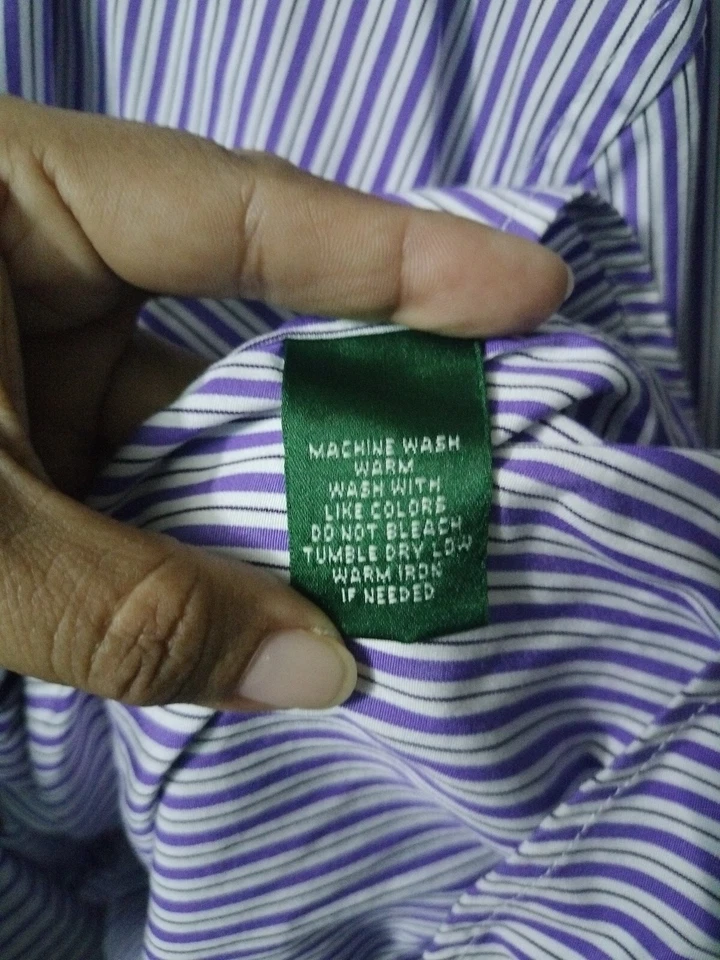 MACHINE WASH
WARM
WASH WITH
LIKE COLORS
DO NOT BLEACH
TUMBLE DRY LOW
WARM IRON
IF NEEDED